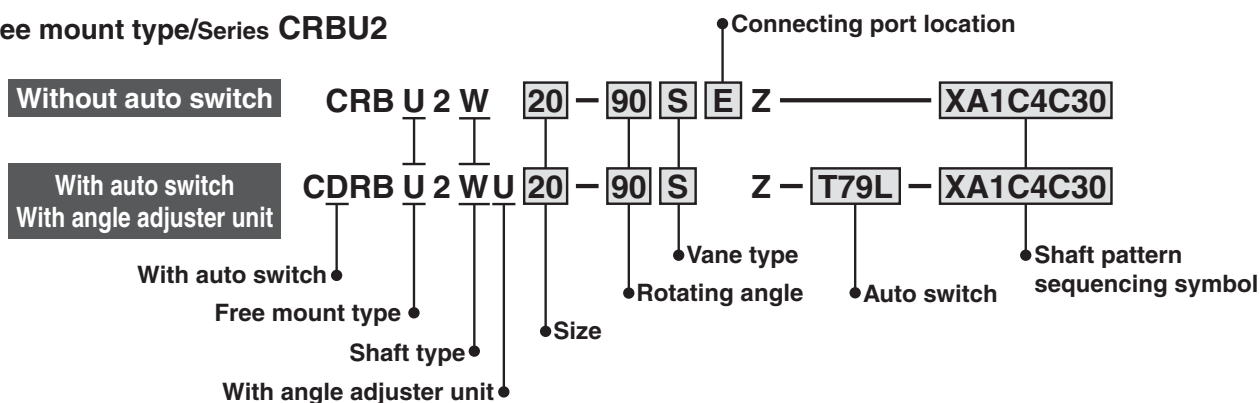 ee mount type/Series CRBU2
Connecting port location
Without auto switch CRB U 2 W 20 – 90 S E Z — XA1C4C30
With auto switch
With angle adjuster unit
CDRB U 2 W U 20 – 90 S Z – T79L – XA1C4C30
Vane type
Shaft pattern
sequencing symbol
With auto switch
Rotating angle
Auto switch
Free mount type
Size
Shaft type
With angle adjuster unit